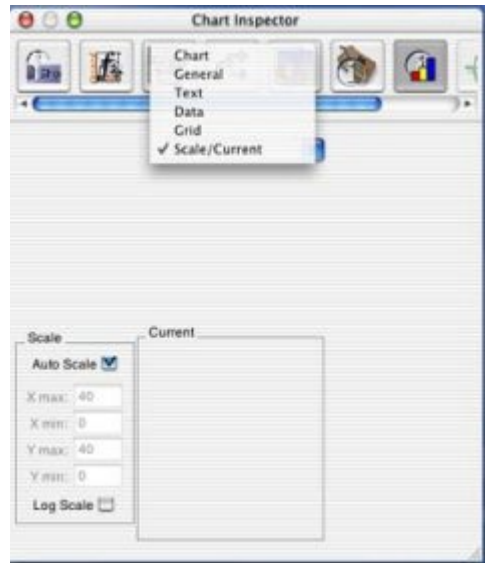 Chart Inspector
Chart
General
Text
Data
Grid
✓ Scale/Current
Scale
Current
Auto Scale
X max: 40
X min: 0
Y max: 40
Y min: 0
Log Scale